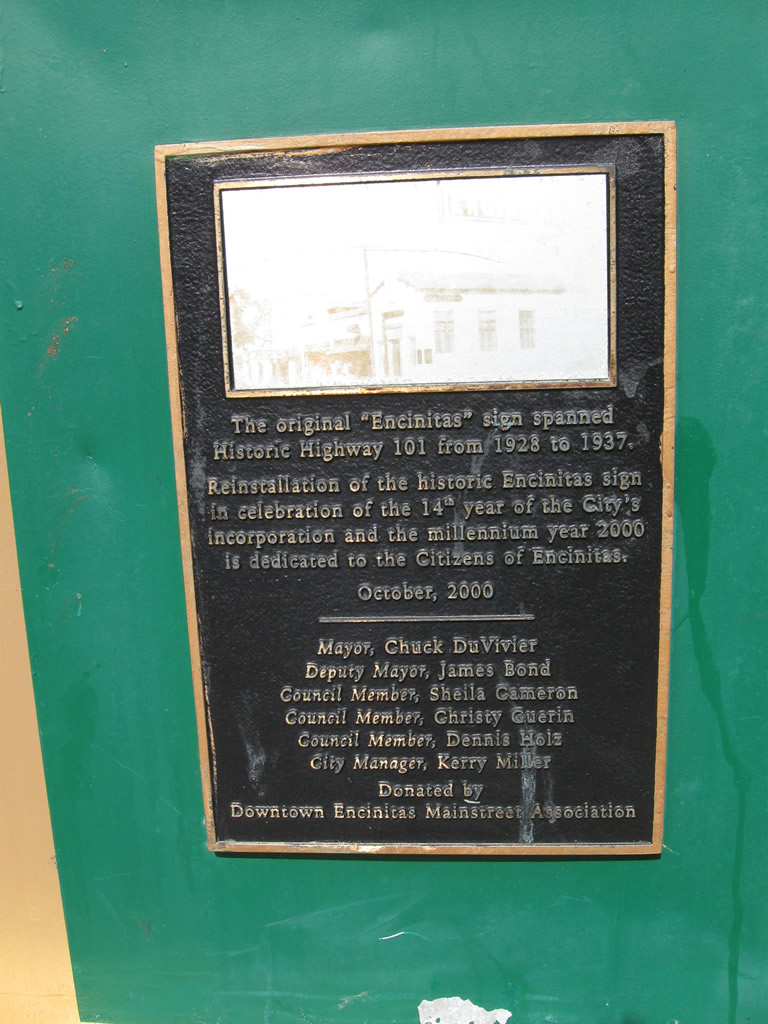 The original "Encinitas" sign spanned
Historic Highway 101 from 1928 to 1937.
Reinstallation of the historic Encinitas sign
in celebration of the 14th year of the City's
incorporation and the millennium year 2000
is dedicated to the Citizens of Encinitas.
October, 2000
Mayor, Chuck DuVivier
Deputy Mayor, James Bond
Council Member, Sheila Cameron
Council Member, Christy Guerin
Council Member, Dennis Holz
City Manager, Kerry Miller
Donated by
Downtown Encinitas Mainstreet Association